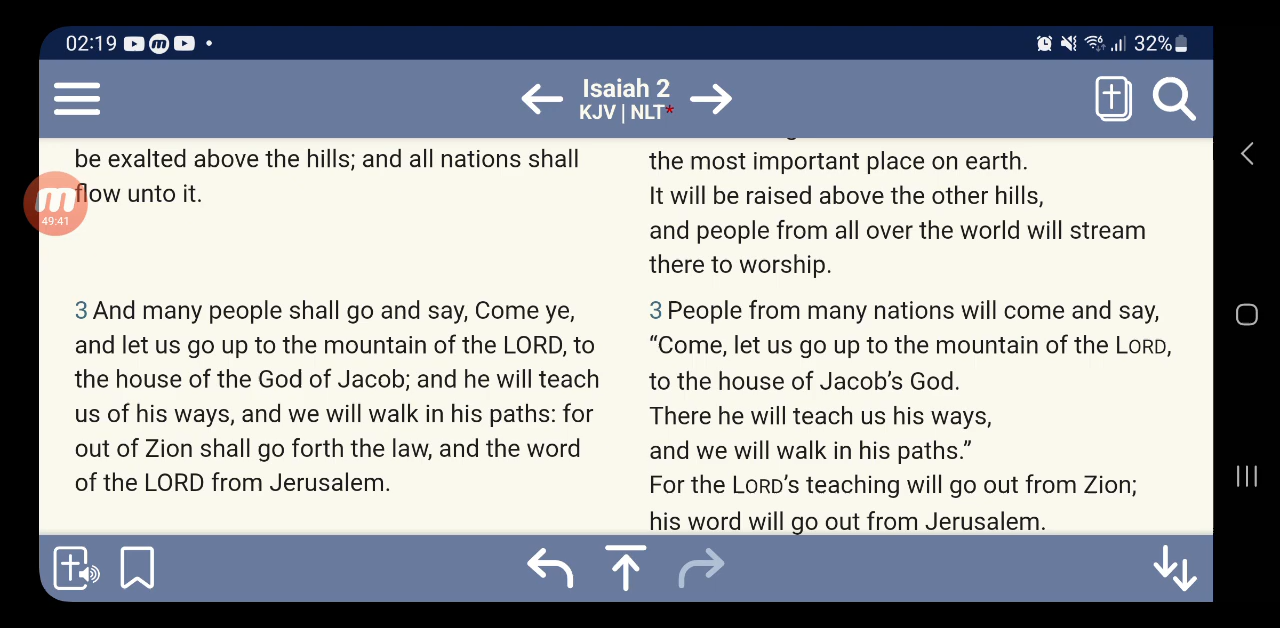 02:19
32%
Isaiah 2
KJV | NLT*
be exalted above the hills; and all nations shall
flow unto it.
49:41
3 And many people shall go and say, Come ye,
and let us go up to the mountain of the LORD, to
the house of the God of Jacob; and he will teach
us of his ways, and we will walk in his paths: for
out of Zion shall go forth the law, and the word
of the LORD from Jerusalem.
the most important place on earth.
It will be raised above the other hills,
and people from all over the world will stream
there to worship.
3 People from many nations will come and say,
“Come, let us go up to the mountain of the LORD,
to the house of Jacob’s God.
There he will teach us his ways,
and we will walk in his paths.”
For the LORD’s teaching will go out from Zion;
his word will go out from Jerusalem.